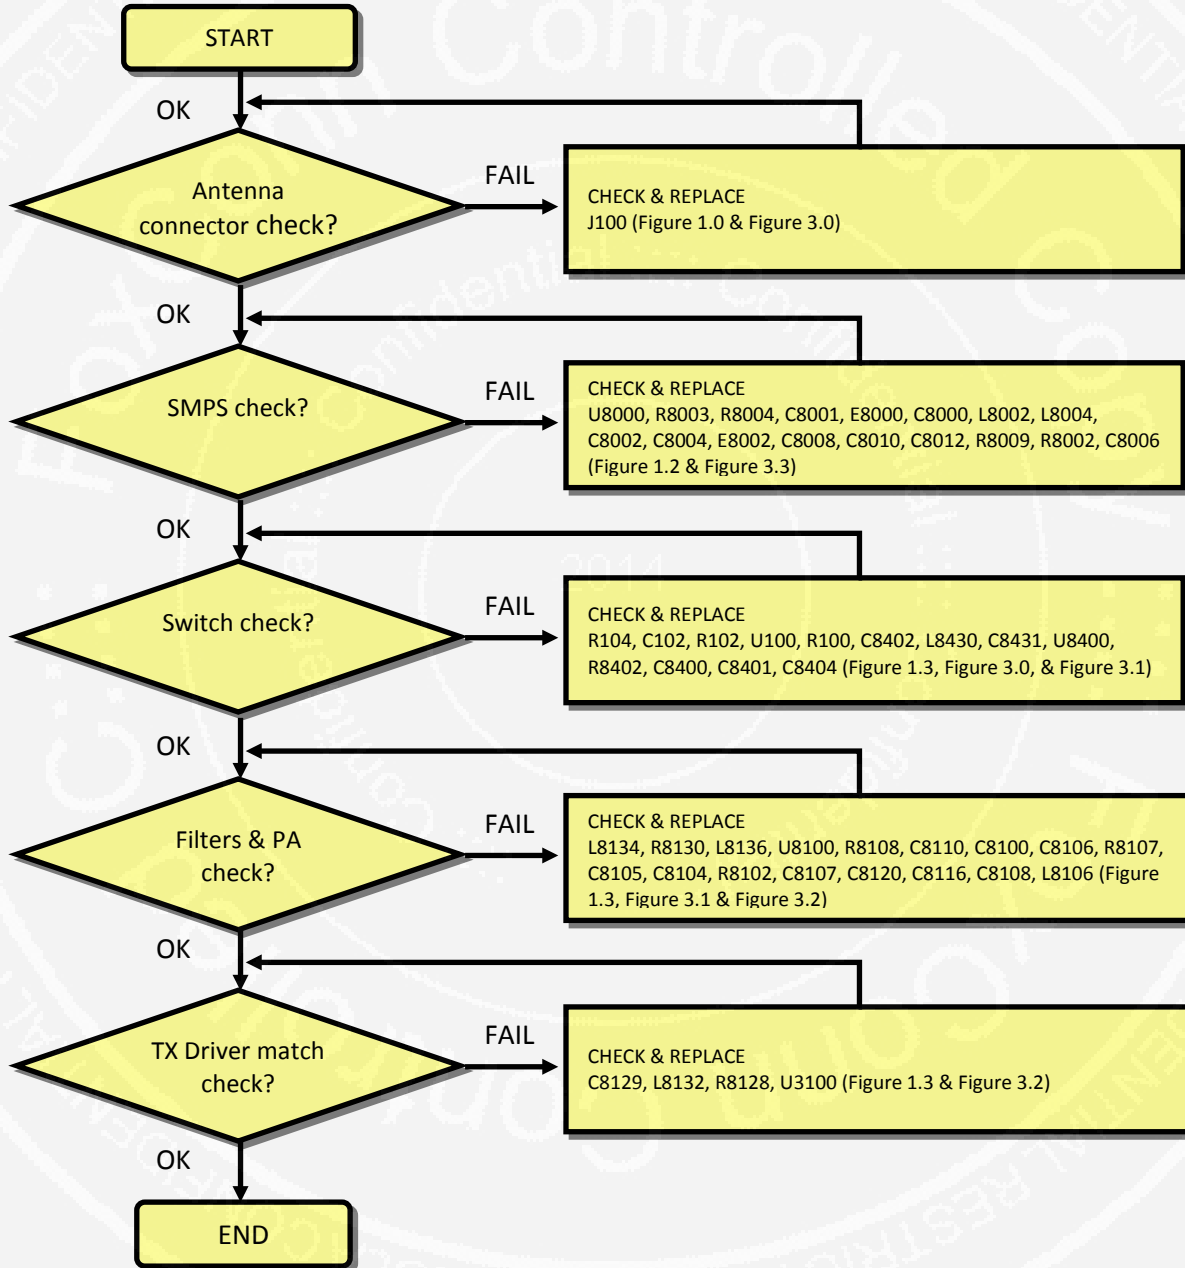 START
OK
Antenna
connector check?
FAIL
CHECK & REPLACE
J100 (Figure 1.0 & Figure 3.0)
OK
SMPS check?
FAIL
CHECK & REPLACE
U8000, R8003, R8004, C8001, E8000, C8000, L8002, L8004,
C8002, C8004, E8002, C8008, C8010, C8012, R8009, R8002, C8006
(Figure 1.2 & Figure 3.3)
OK
Switch check?
FAIL
CHECK & REPLACE
R104, C102, R102, U100, R100, C8402, L8430, C8431, U8400,
R8402, C8400, C8401, C8404 (Figure 1.3, Figure 3.0, & Figure 3.1)
OK
Filters & PA
check?
FAIL
CHECK & REPLACE
L8134, R8130, L8136, U8100, R8108, C8110, C8100, C8106, R8107,
C8105, C8104, R8102, C8107, C8120, C8116, C8108, L8106 (Figure
1.3, Figure 3.1 & Figure 3.2)
OK
TX Driver match
check?
FAIL
CHECK & REPLACE
C8129, L8132, R8128, U3100 (Figure 1.3 & Figure 3.2)
OK
END
2014